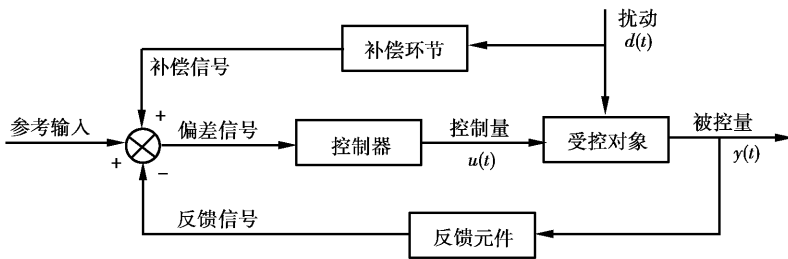 扰动
d(t)
补偿环节
补偿信号
+
参考输入
+
偏差信号
控制器
控制量
u(t)
受控对象
被控量
y(t)
−
反馈信号
反馈元件